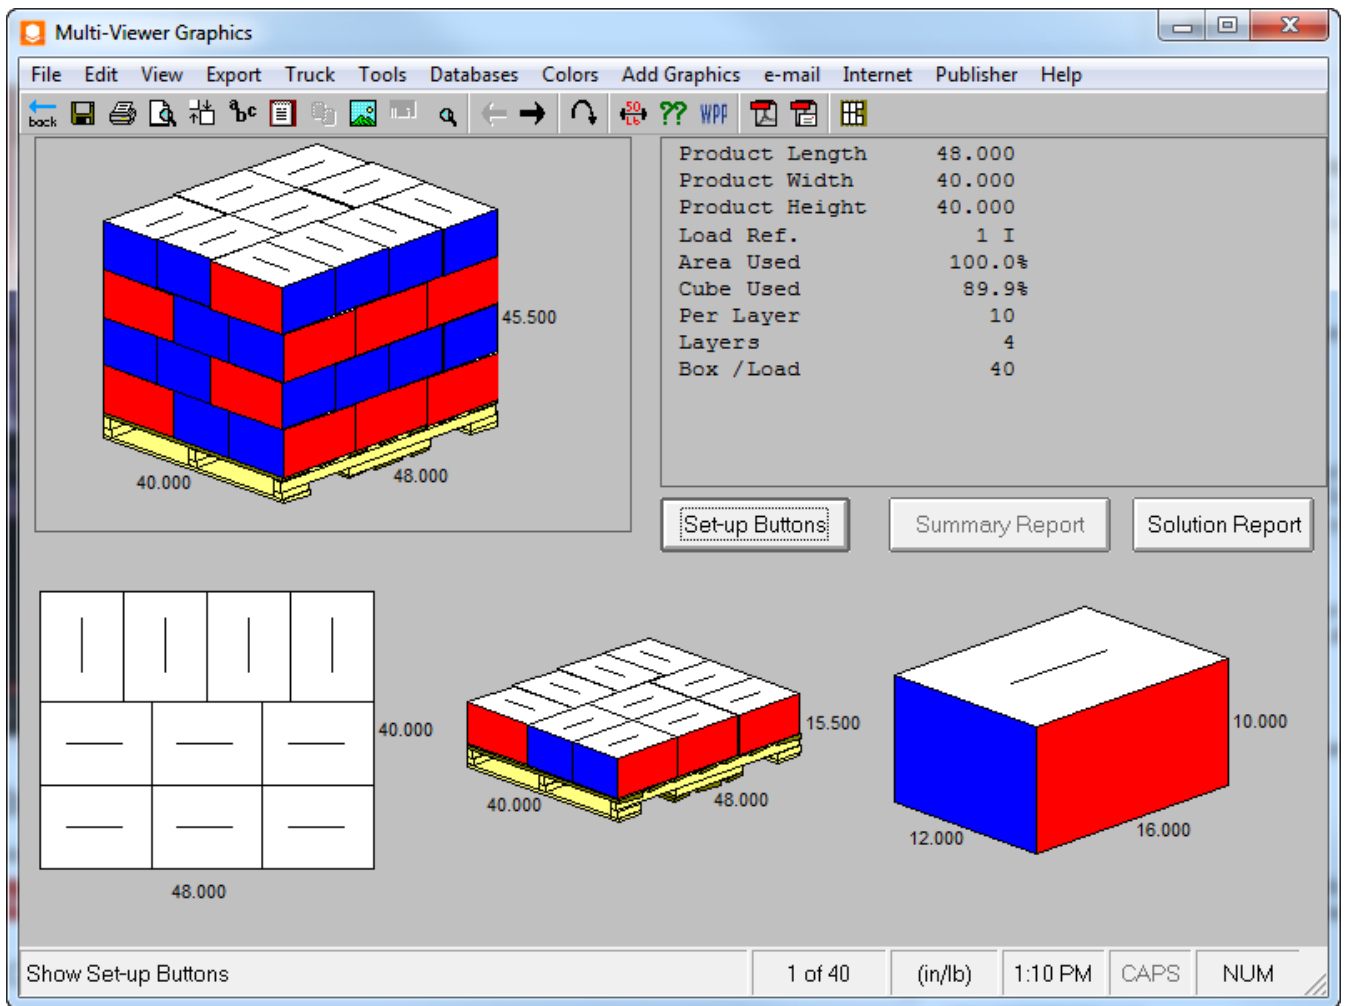 Multi-Viewer Graphics
File Edit View Export Truck Tools Databases Colors Add Graphics e-mail Internet Publisher Help
back abc 50 Lb ?? WPP
Product Length 48.000
Product Width 40.000
Product Height 40.000
Load Ref. 1 I
Area Used 100.0%
Cube Used 89.9%
Per Layer 10
Layers 4
Box /Load 40
45.500
40.000
48.000
Set-up Buttons Summary Report Solution Report
40.000
48.000
15.500
40.000
48.000
10.000
12.000
16.000
Show Set-up Buttons 1 of 40 (in/lb) 1:10 PM CAPS NUM